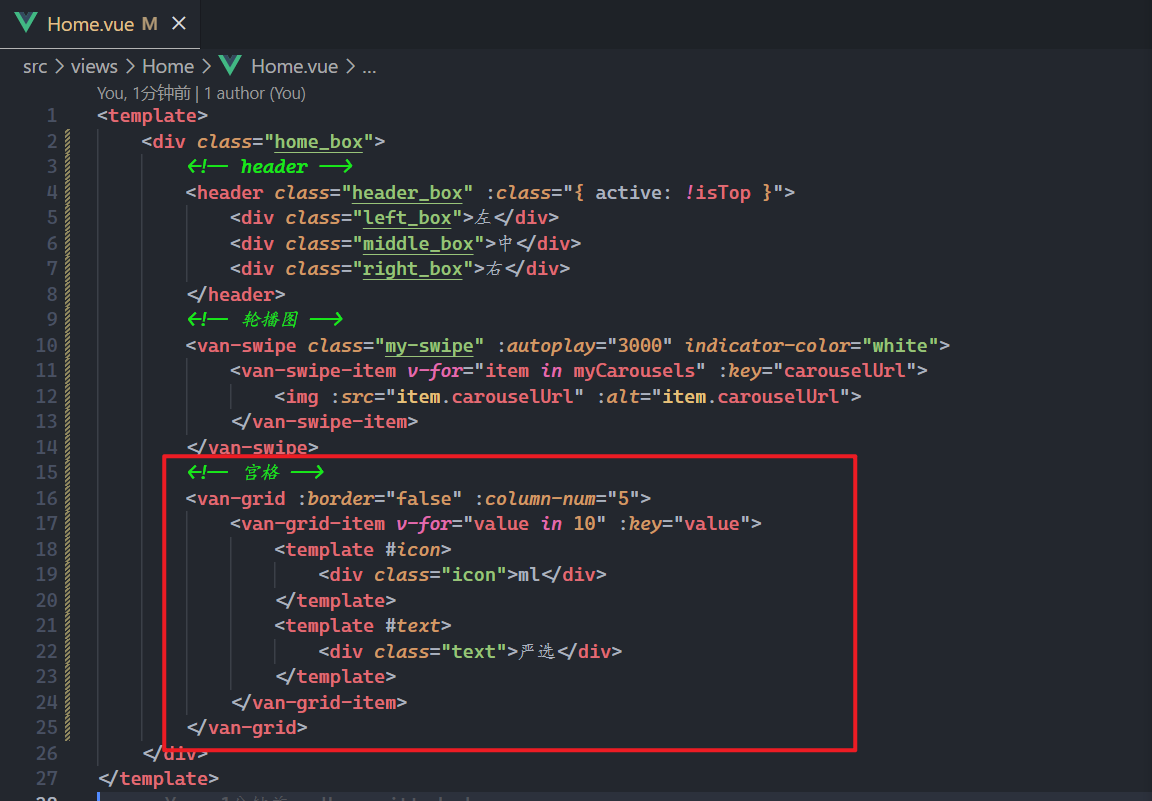 Home.vue M ×
src > views > Home > Home.vue > ...
You, 1分钟前 | 1 author (You)
1 <template>
2 <div class="home_box">
3 <!-- header -->
4 <header class="header_box" :class="{ active: !isTop }">
5 <div class="left_box">左</div>
6 <div class="middle_box">中</div>
7 <div class="right_box">右</div>
8 </header>
9 <!-- 轮播图 -->
10 <van-swipe class="my-swipe" :autoplay="3000" indicator-color="white">
11 <van-swipe-item v-for="item in myCarousels" :key="carouselUrl">
12 <img :src="item.carouselUrl" :alt="item.carouselUrl">
13 </van-swipe-item>
14 </van-swipe>
15 <!-- 宫格 -->
16 <van-grid :border="false" :column-num="5">
17 <van-grid-item v-for="value in 10" :key="value">
18 <template #icon>
19 <div class="icon">ml</div>
20 </template>
21 <template #text>
22 <div class="text">严选</div>
23 </template>
24 </van-grid-item>
25 </van-grid>
26 </div>
27 </template>
28